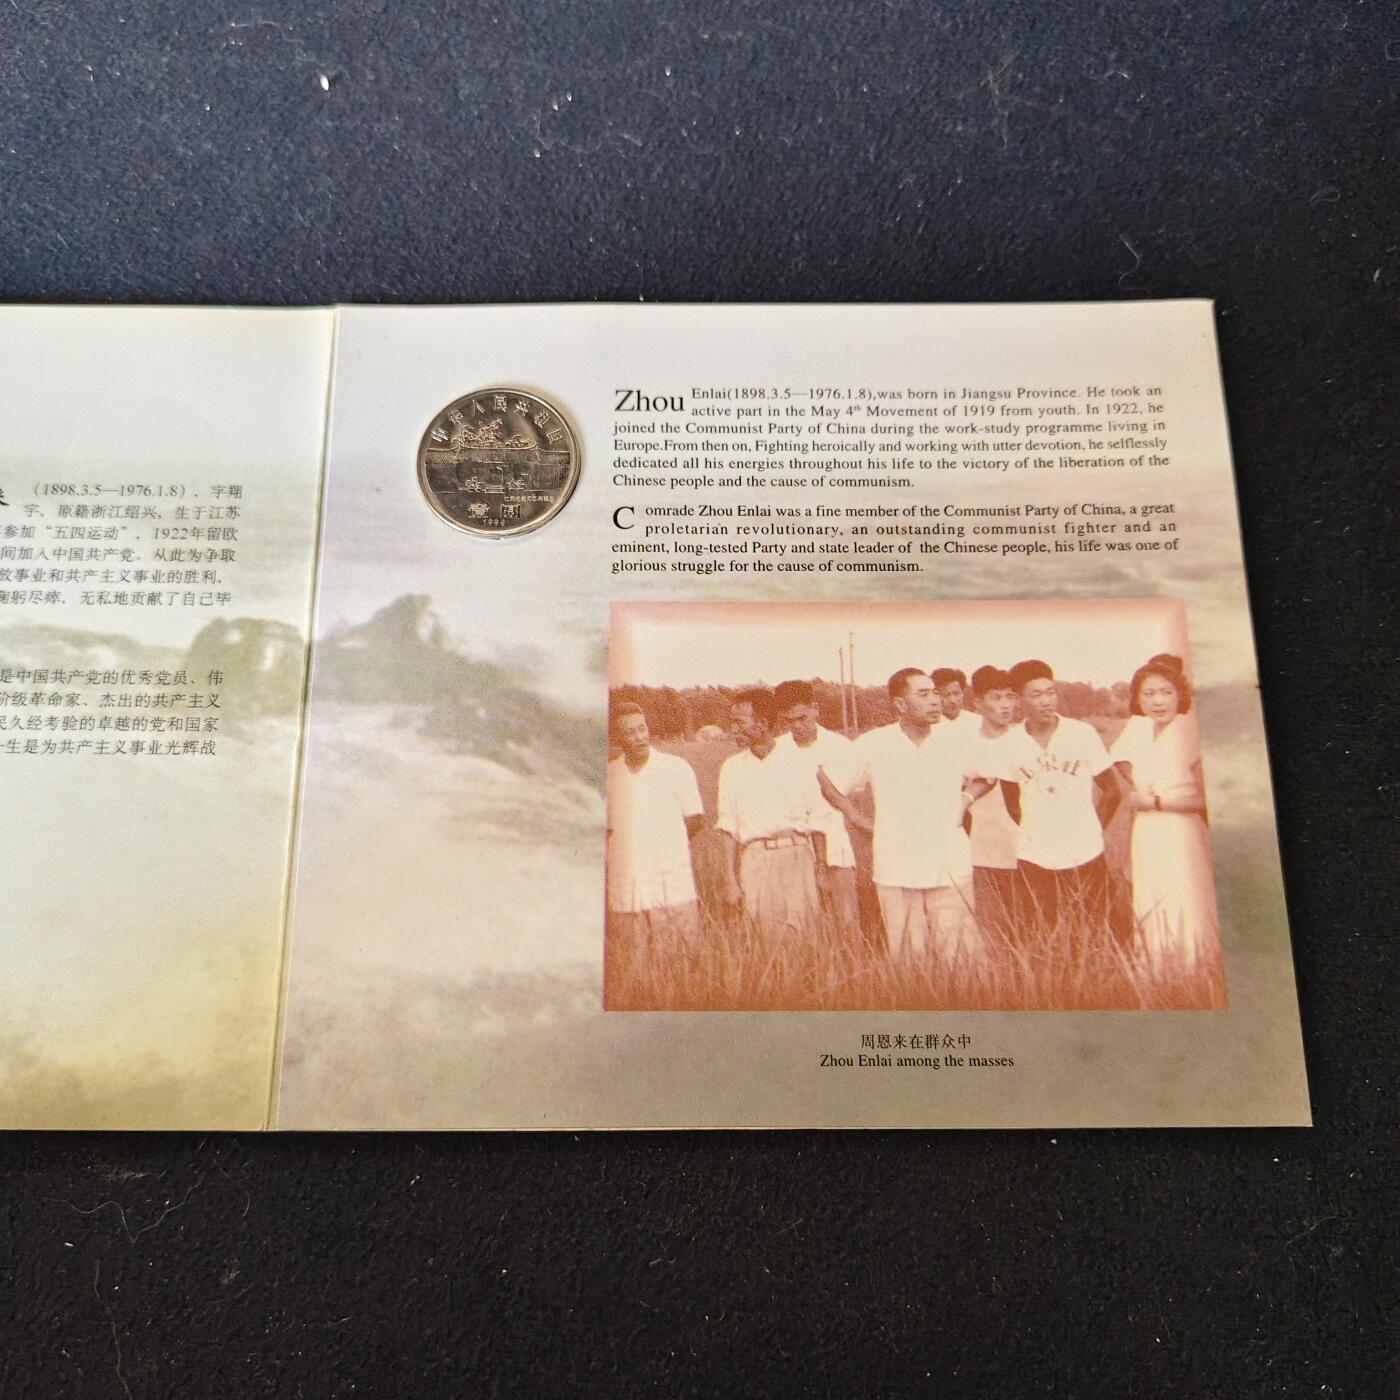 (1898.3.5—1976.1.8)，字翔
宇，原籍浙江绍兴，生于江苏
参加“五四运动”，1922年留欧
间加入中国共产党。从此为争取
放事业和共产主义事业的胜利，
鞠躬尽瘁，无私地贡献了自己毕
是中国共产党的优秀党员、伟
阶级革命家、杰出的共产主义
民久经考验的卓越的党和国家
生是为共产主义事业光辉战
中华人民共和国
壹圆
1998
Zhou Enlai(1898.3.5—1976.1.8),was born in Jiangsu Province. He took an
active part in the May 4th Movement of 1919 from youth. In 1922, he
joined the Communist Party of China during the work-study programme living in
Europe.From then on, Fighting heroically and working with utter devotion, he selflessly
dedicated all his energies throughout his life to the victory of the liberation of the
Chinese people and the cause of communism.
Comrade Zhou Enlai was a fine member of the Communist Party of China, a great
proletarian revolutionary, an outstanding communist fighter and an
eminent, long-tested Party and state leader of the Chinese people, his life was one of
glorious struggle for the cause of communism.
周恩来在群众中
Zhou Enlai among the masses